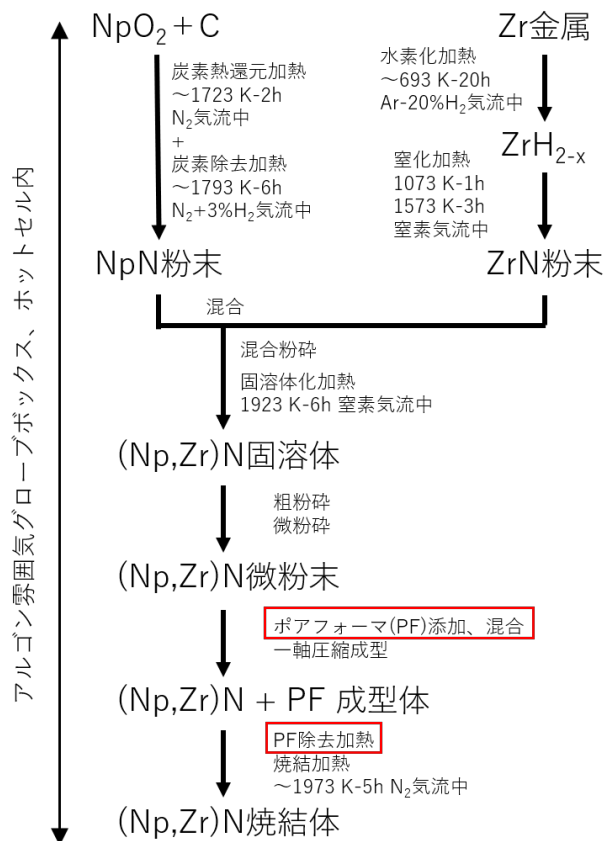 NpO₂＋C
炭素熱還元加熱
～1723 K-2h
N₂気流中
+
炭素除去加熱
～1793 K-6h
N₂+3%H₂気流中
NpN粉末
Zr金属
水素化加熱
～693 K-20h
Ar-20%H₂気流中
ZrH₂₋ₓ
窒化加熱
1073 K-1h
1573 K-3h
窒素気流中
ZrN粉末
混合
混合粉砕
固溶体化加熱
1923 K-6h 窒素気流中
(Np,Zr)N固溶体
粗粉砕
微粉砕
(Np,Zr)N微粉末
ポアフォーマ(PF)添加、混合
一軸圧縮成型
(Np,Zr)N + PF 成型体
PF除去加熱
焼結加熱
～1973 K-5h N₂気流中
(Np,Zr)N焼結体
アルゴン雰囲気グローブボックス、ホットセル内